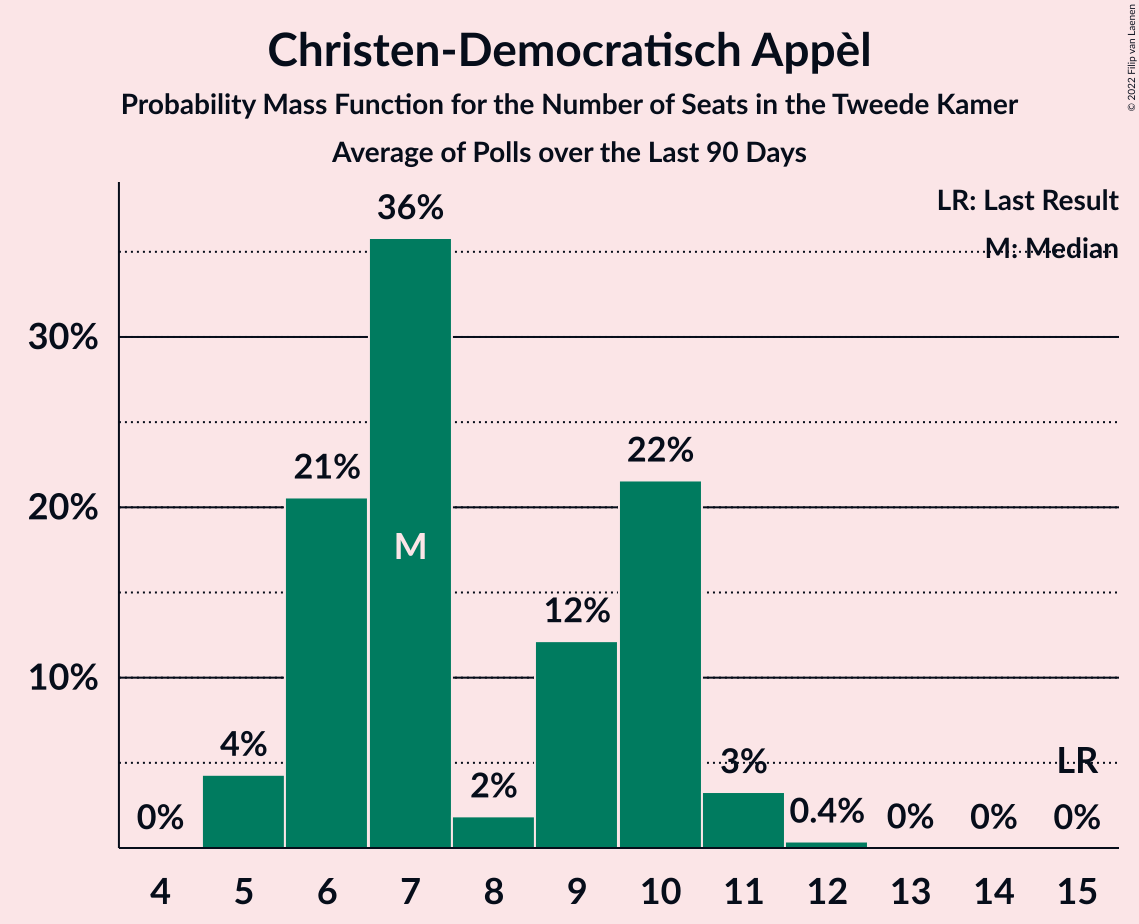 Christen-Democratisch Appèl
Probability Mass Function for the Number of Seats in the Tweede Kamer
Average of Polls over the Last 90 Days
© 2022 Filip van Laenen
LR: Last Result
M: Median
36%
30%
22%
21%
20%
M
12%
10%
4%
3%
LR
2%
0%
0.4%
0%
0%
0%
4 5 6 7 8 9 10 11 12 13 14 15